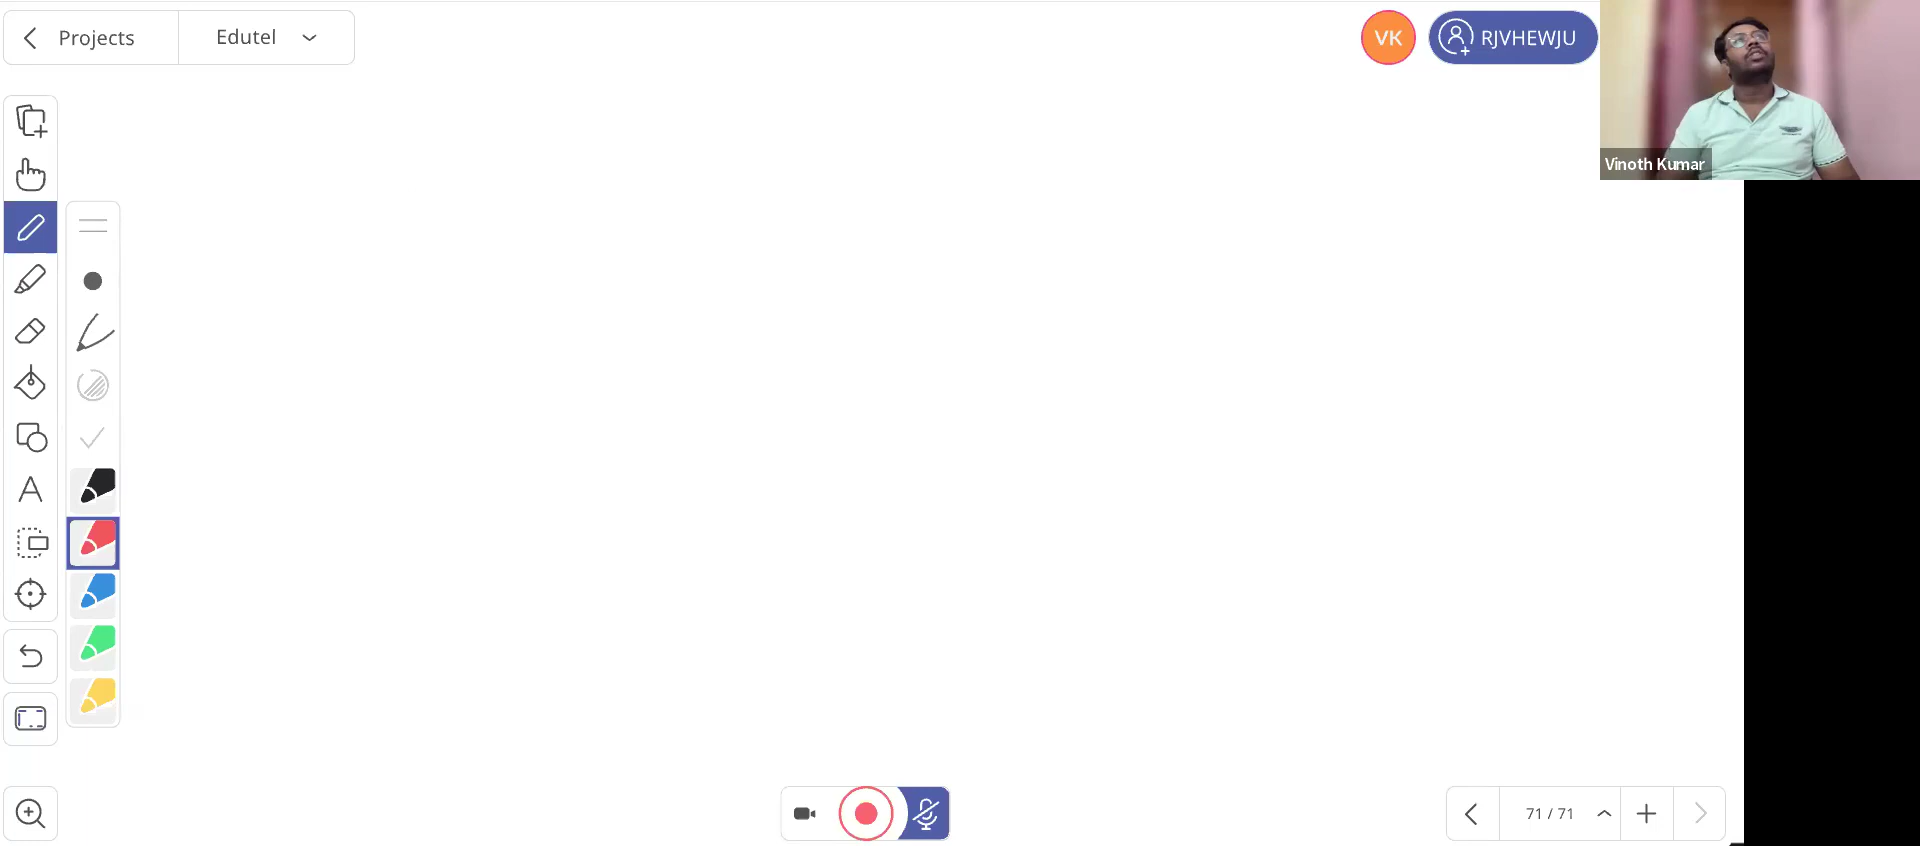 Projects
Edutel
VK
RJVHEWJU
Vinoth Kumar
A
71 / 71